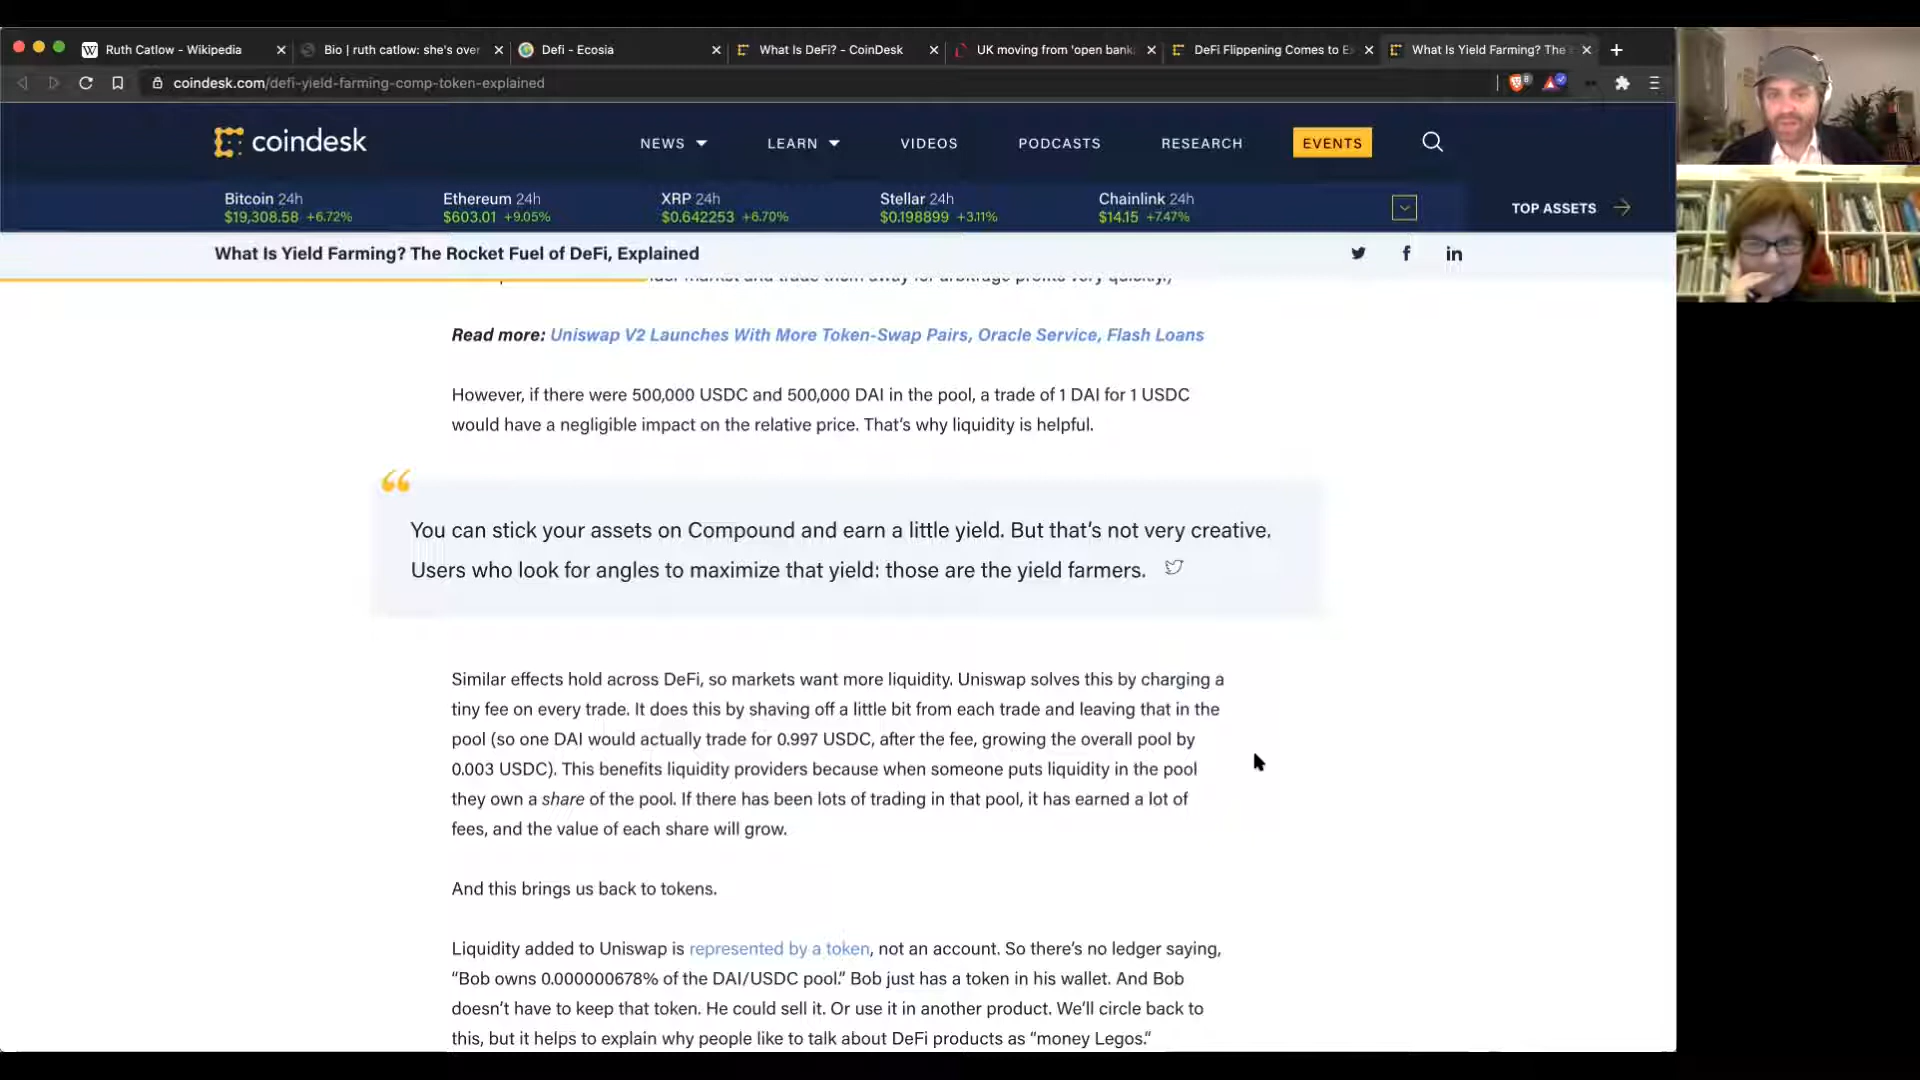 Ruth Catlow - Wikipedia
Bio | ruth catlow: she's over
Defi - Ecosia
What Is DeFi? - CoinDesk
UK moving from 'open bank
DeFi Flippening Comes to E
What Is Yield Farming? The
coindesk.com/defi-yield-farming-comp-token-explained
8
coindesk
NEWS
LEARN
VIDEOS
PODCASTS
RESEARCH
EVENTS
Bitcoin 24h
$19,308.58 +6.72%
Ethereum 24h
$603.01 +9.05%
XRP 24h
$0.642253 +6.70%
Stellar 24h
$0.198899 +3.11%
Chainlink 24h
$14.15 +7.47%
TOP ASSETS
What Is Yield Farming? The Rocket Fuel of DeFi, Explained
market and trade them away for arbitrage profits very quickly.)
Read more: Uniswap V2 Launches With More Token-Swap Pairs, Oracle Service, Flash Loans
However, if there were 500,000 USDC and 500,000 DAI in the pool, a trade of 1 DAI for 1 USDC
would have a negligible impact on the relative price. That's why liquidity is helpful.
You can stick your assets on Compound and earn a little yield. But that's not very creative.
Users who look for angles to maximize that yield: those are the yield farmers.
Similar effects hold across DeFi, so markets want more liquidity. Uniswap solves this by charging a
tiny fee on every trade. It does this by shaving off a little bit from each trade and leaving that in the
pool (so one DAI would actually trade for 0.997 USDC, after the fee, growing the overall pool by
0.003 USDC). This benefits liquidity providers because when someone puts liquidity in the pool
they own a share of the pool. If there has been lots of trading in that pool, it has earned a lot of
fees, and the value of each share will grow.
And this brings us back to tokens.
Liquidity added to Uniswap is represented by a token, not an account. So there's no ledger saying,
“Bob owns 0.000000678% of the DAI/USDC pool.” Bob just has a token in his wallet. And Bob
doesn't have to keep that token. He could sell it. Or use it in another product. We'll circle back to
this, but it helps to explain why people like to talk about DeFi products as “money Legos.”